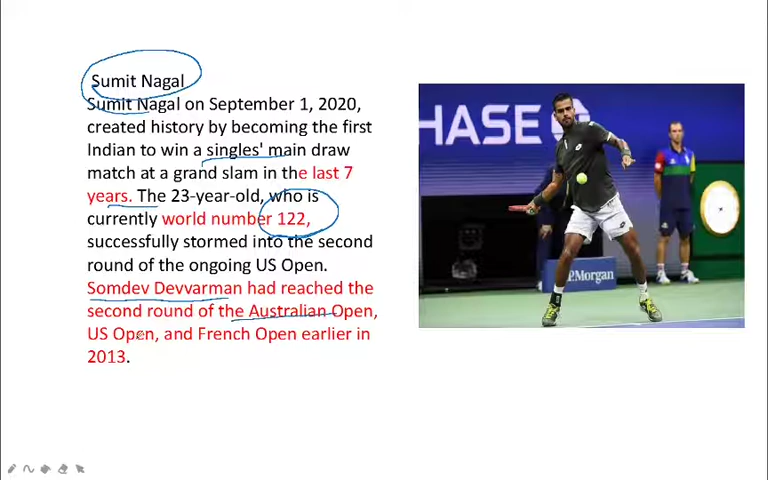 Sumit Nagal
Sumit Nagal on September 1, 2020,
created history by becoming the first
Indian to win a singles' main draw
match at a grand slam in the last 7
years. The 23-year-old, who is
currently world number 122,
successfully stormed into the second
round of the ongoing US Open.
Somdev Devvarman had reached the
second round of the Australian Open,
US Open, and French Open earlier in
2013.
HASE
J.P.Morgan